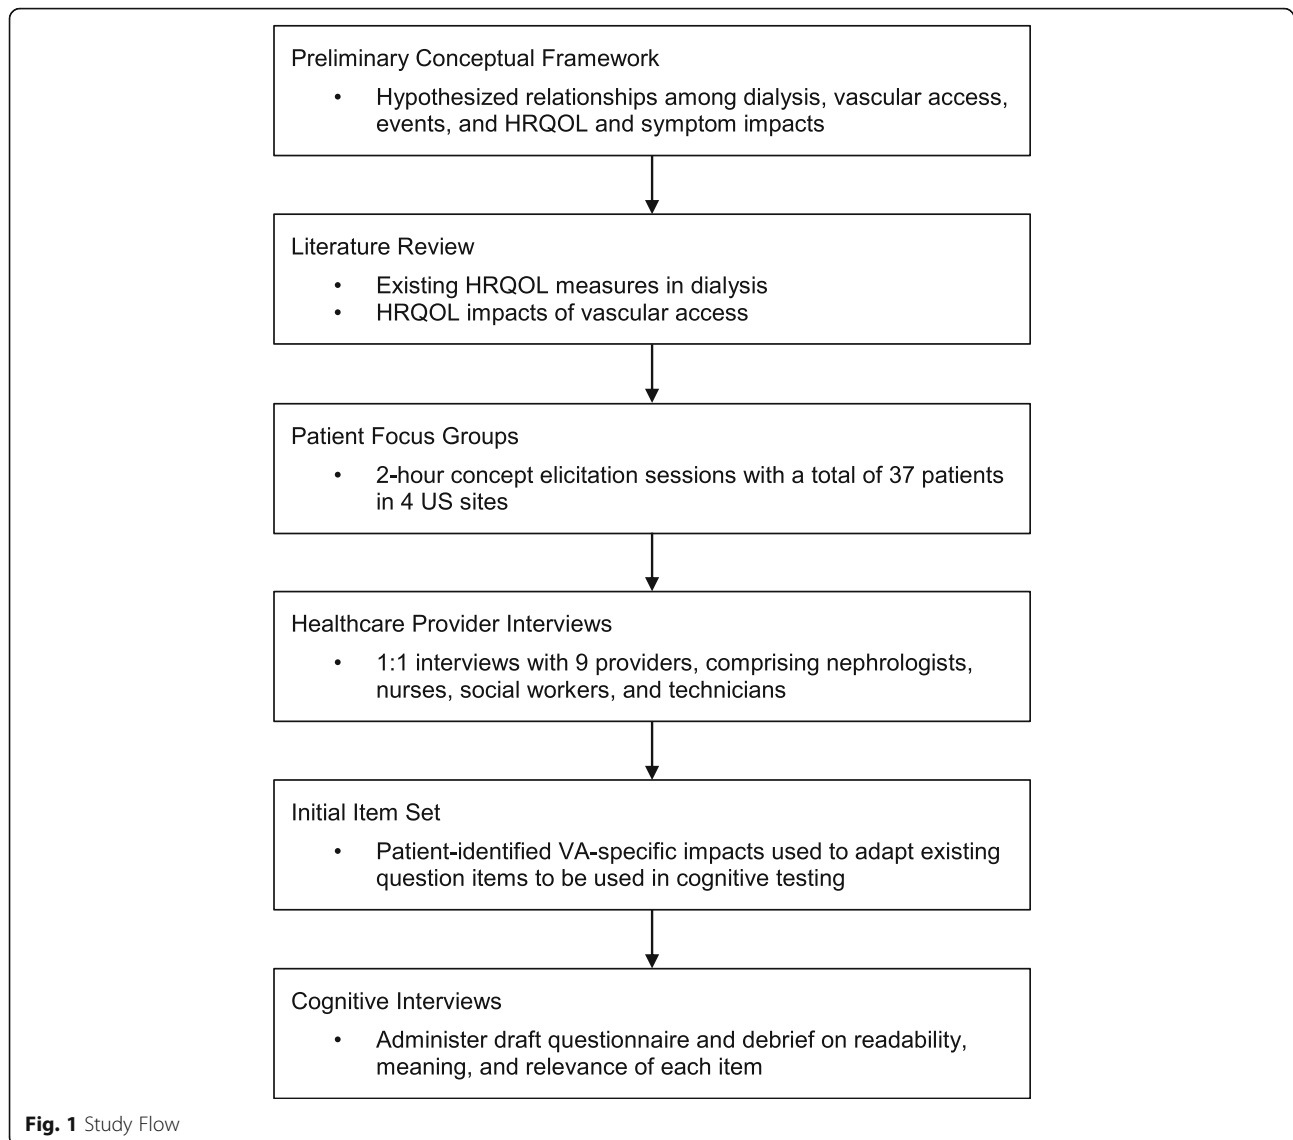 Preliminary Conceptual Framework
• Hypothesized relationships among dialysis, vascular access,
events, and HRQOL and symptom impacts
Literature Review
• Existing HRQOL measures in dialysis
• HRQOL impacts of vascular access
Patient Focus Groups
• 2-hour concept elicitation sessions with a total of 37 patients
in 4 US sites
Healthcare Provider Interviews
• 1:1 interviews with 9 providers, comprising nephrologists,
nurses, social workers, and technicians
Initial Item Set
• Patient-identified VA-specific impacts used to adapt existing
question items to be used in cognitive testing
Cognitive Interviews
• Administer draft questionnaire and debrief on readability,
meaning, and relevance of each item
Fig. 1 Study Flow